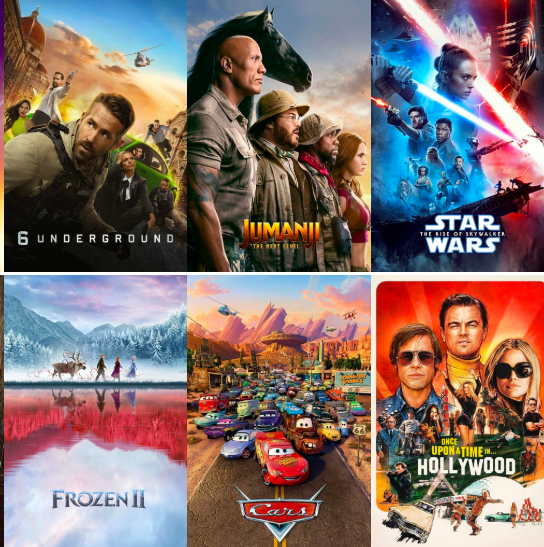 6 UNDERGROUND
JUMANJI
THE NEXT LEVEL
STAR
THE RISE OF SKYWALKER
WARS
FROZEN II
Cars
ONCE
UPON A TIME IN...
HOLLYWOOD